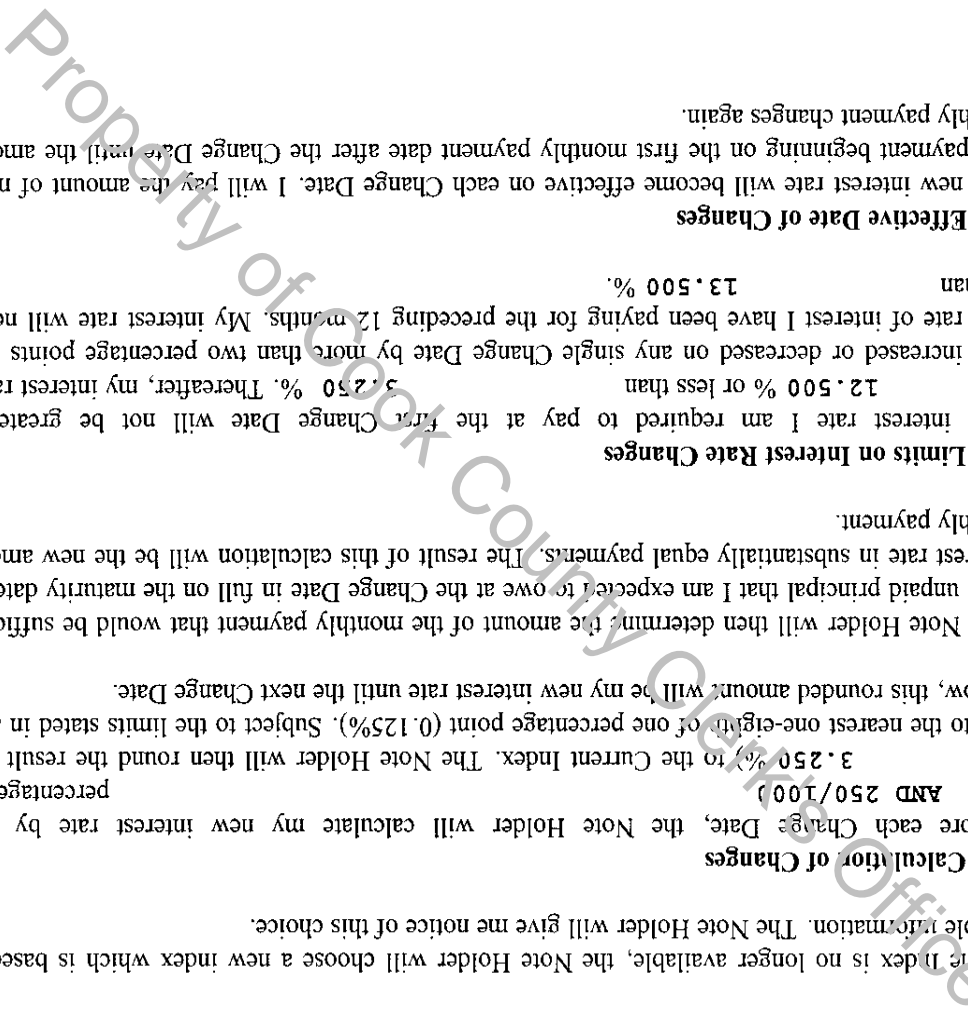 he Index is no longer available, the Note Holder will choose a new index which is base
ble information. The Note Holder will give me notice of this choice.
Calculation of Changes
ore each Change Date, the Note Holder will calculate my new interest rate by
AND 250/1000 percentage
3.250 %) to the Current Index. The Note Holder will then round the result
to the nearest one-eighth of one percentage point (0.125%). Subject to the limits stated in
ow, this rounded amount will be my new interest rate until the next Change Date.
Note Holder will then determine the amount of the monthly payment that would be suffic
unpaid principal that I am expected to owe at the Change Date in full on the maturity date
rest rate in substantially equal payments. The result of this calculation will be the new amo
hly payment.
Limits on Interest Rate Changes
interest rate I am required to pay at the first Change Date will not be greate
12.500 % or less than 3.250 %. Thereafter, my interest ra
increased or decreased on any single Change Date by more than two percentage points
rate of interest I have been paying for the preceding 12 months. My interest rate will ne
han 13.500 %.
Effective Date of Changes
new interest rate will become effective on each Change Date. I will pay the amount of n
payment beginning on the first monthly payment date after the Change Date until the amo
hly payment changes again.
Property of Cook County Clerk's Office